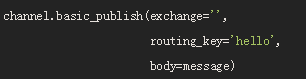 channel.basic_publish(exchange='',
routing_key='hello',
body=message)